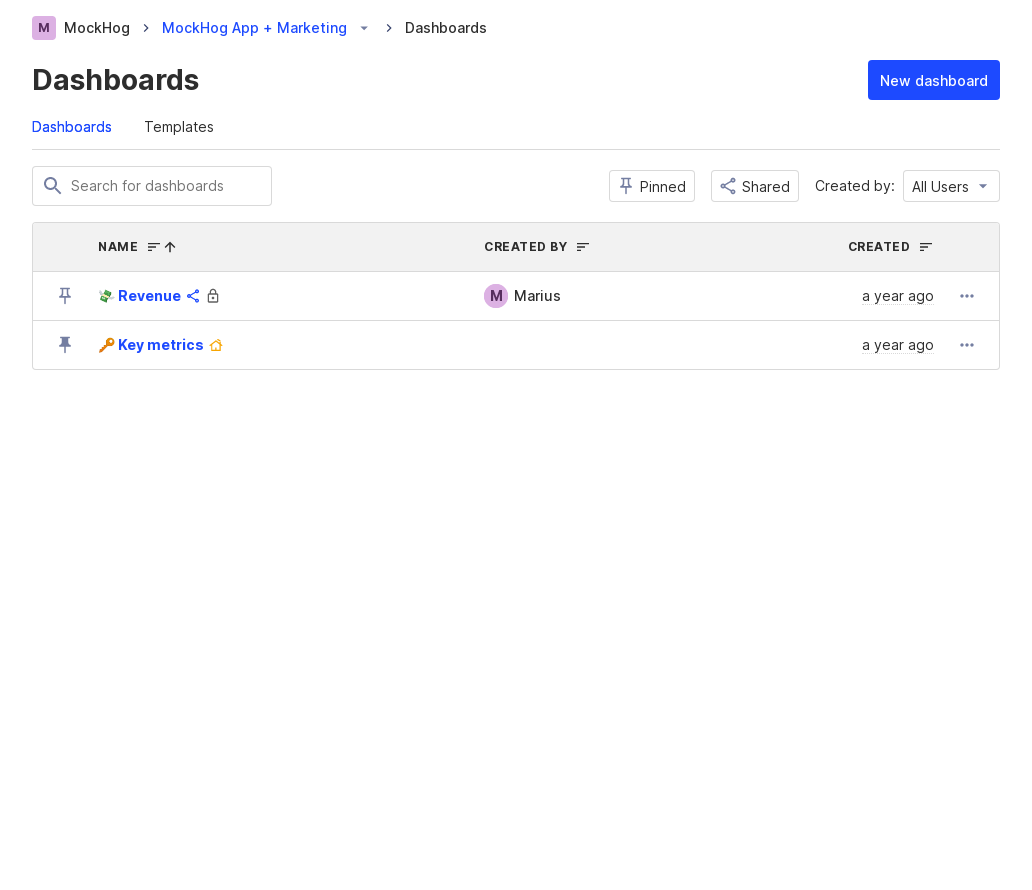 M MockHog MockHog App + Marketing Dashboards
Dashboards
New dashboard
Dashboards Templates
Search for dashboards Pinned Shared Created by: All Users
NAME CREATED BY CREATED
💸 Revenue M Marius a year ago
🔑 Key metrics a year ago